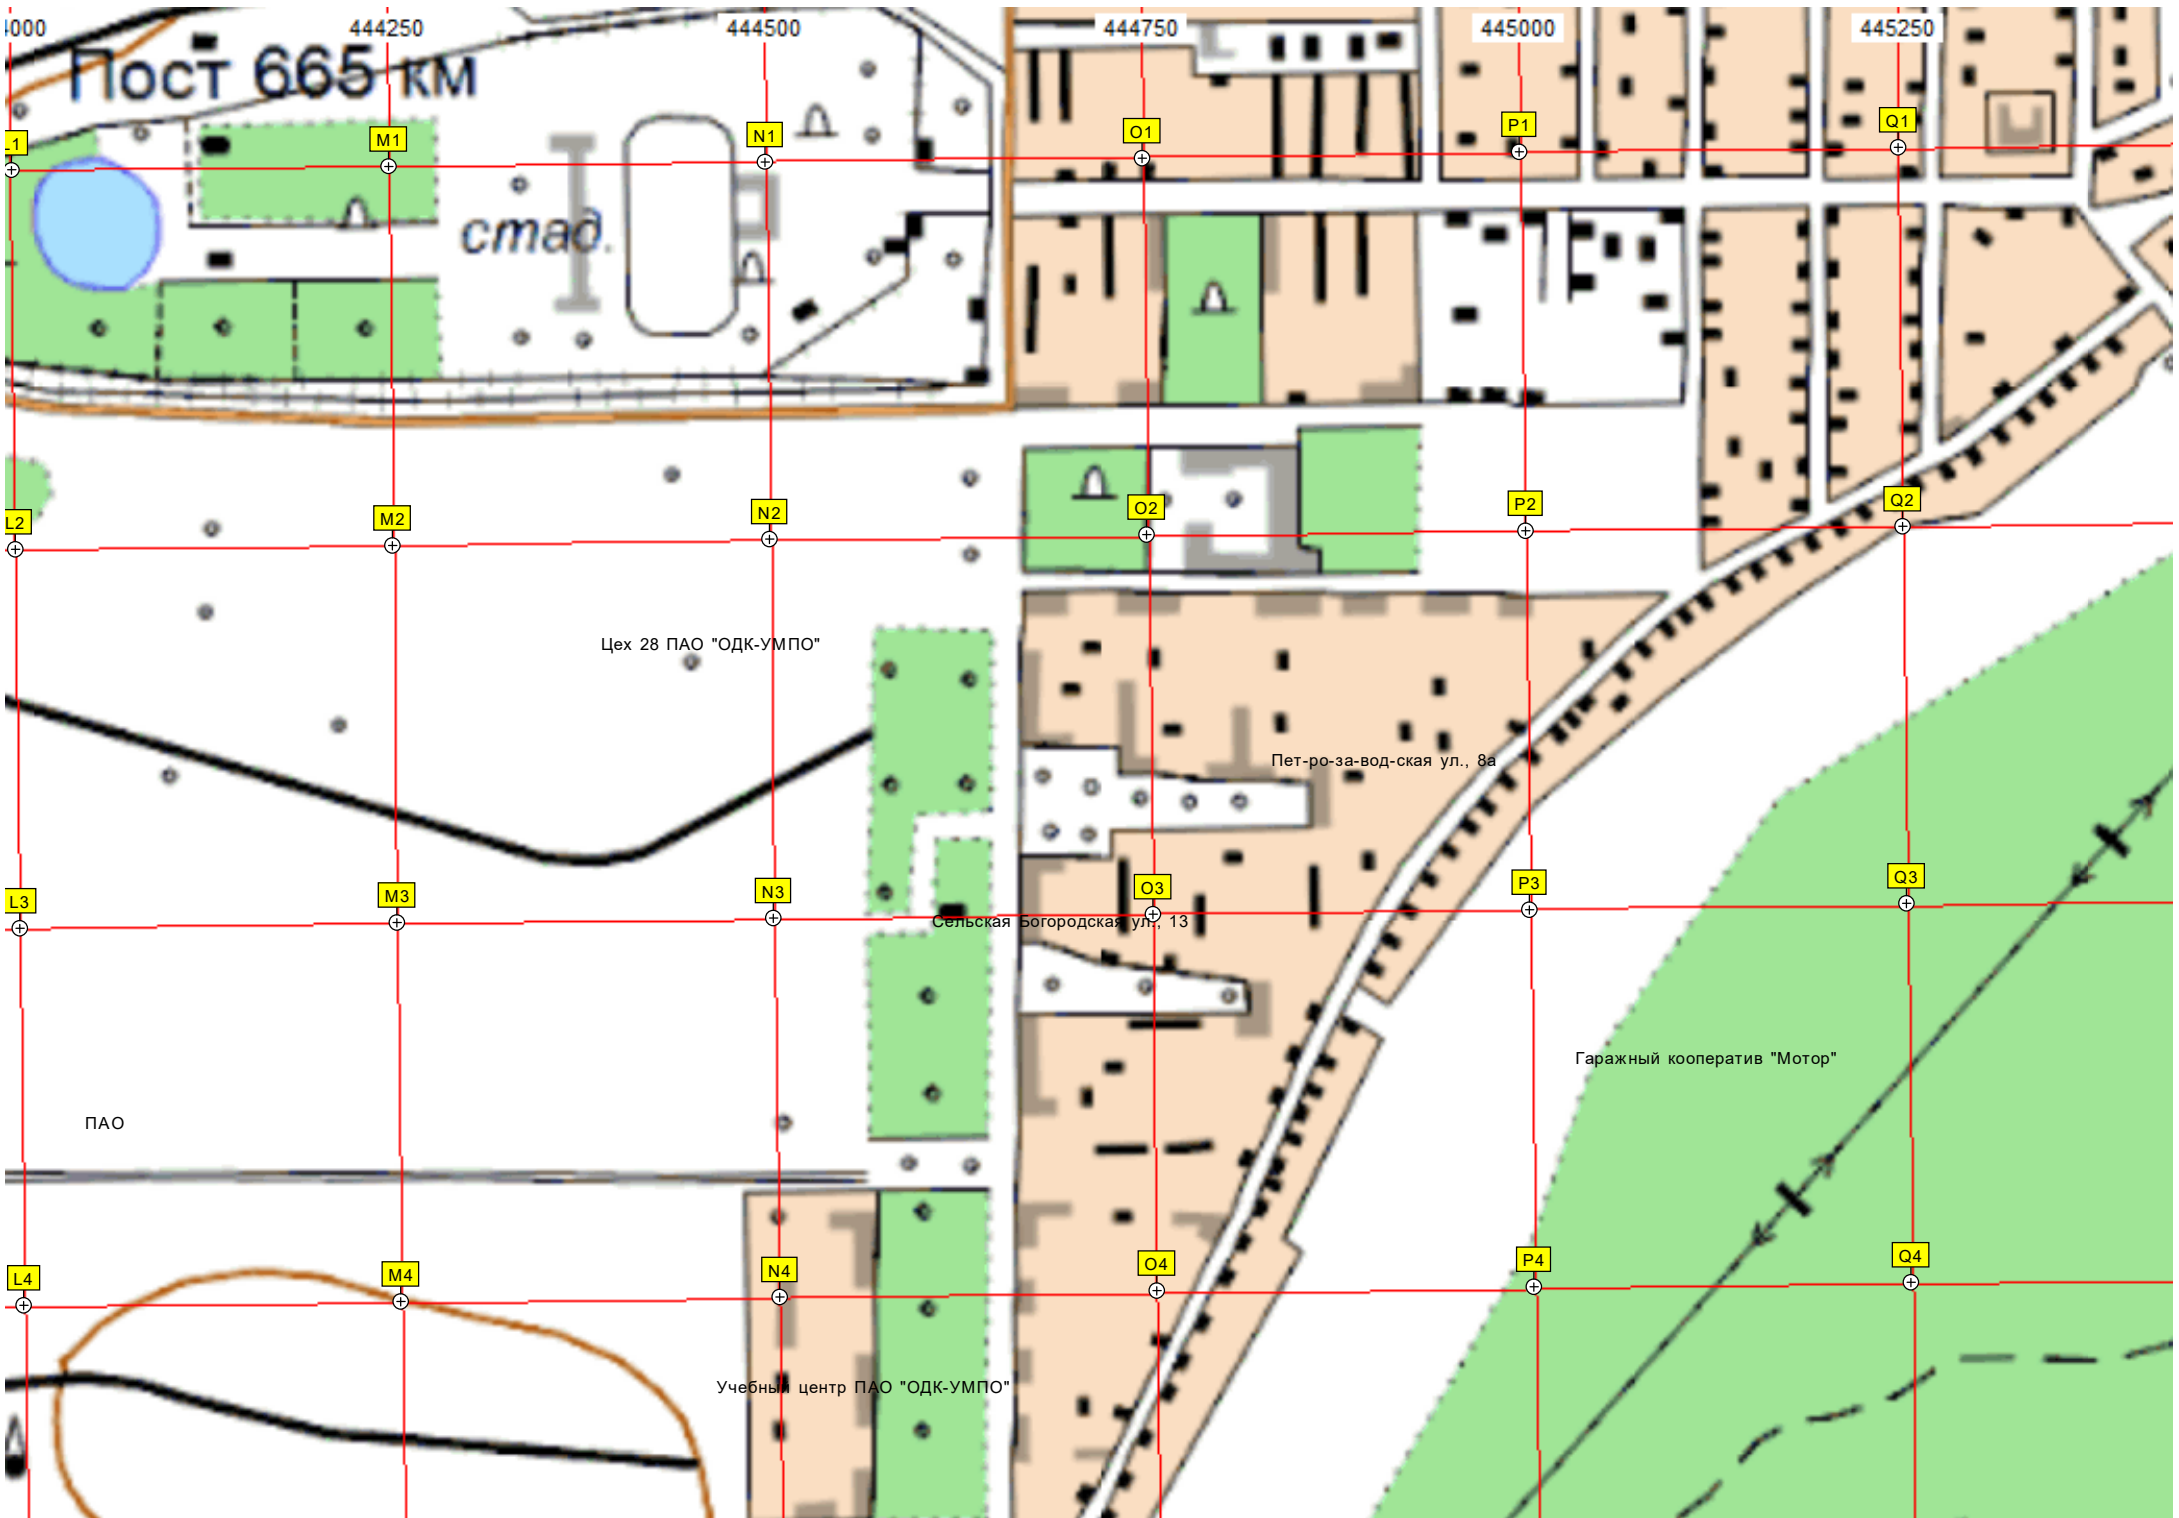 4000 444250 444500 444750 445000 445250
Пост 665 км
L1 M1 N1 O1 P1 Q1
стад.
L2 M2 N2 O2 P2 Q2
Цех 28 ПАО "ОДК-УМПО"
Пет-ро-за-вод-ская ул., 8а
L3 M3 N3 O3 P3 Q3
Сельская Богородская ул., 13
Гаражный кооператив "Мотор"
ПАО
L4 M4 N4 O4 P4 Q4
Учебный центр ПАО "ОДК-УМПО"